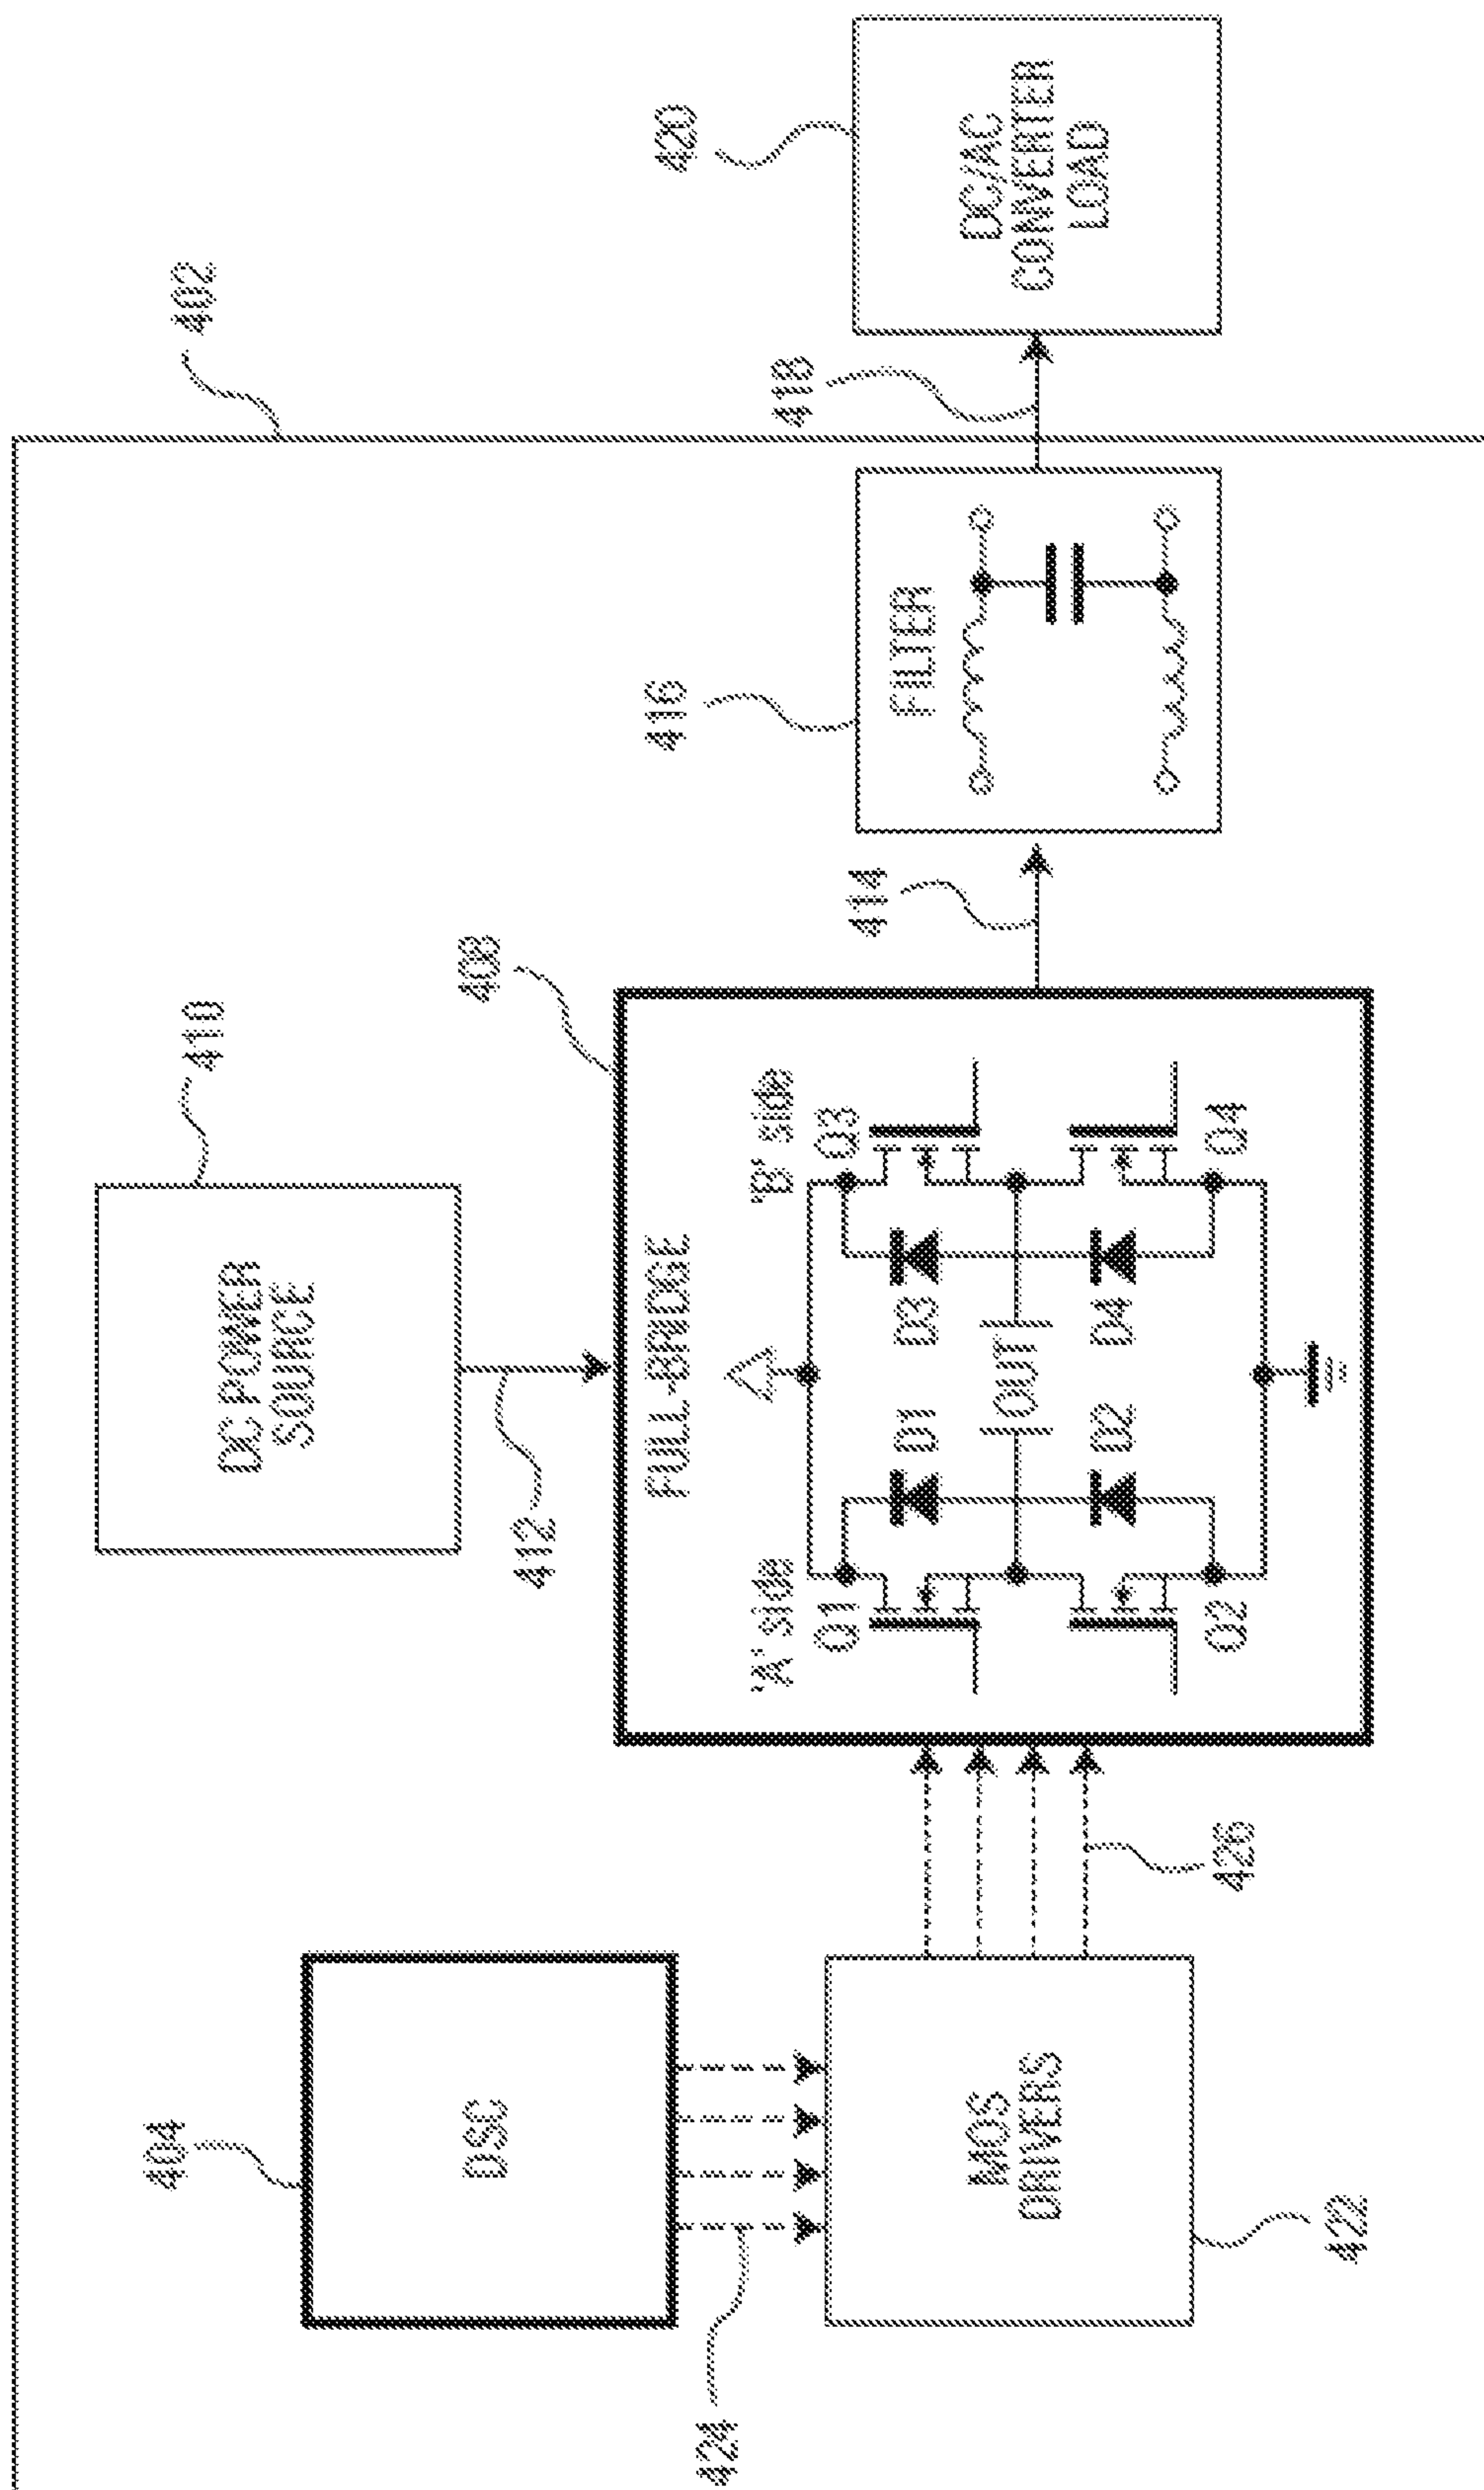 402
410
DC POWER
SOURCE
412
404
DSC
424
408
FULL-BRIDGE
'A' side
'B' side
Q1
Q3
D1
D3
OUT
D2
D4
Q2
Q4
414
416
FILTER
418
420
DC/AC
CONVERTER
LOAD
MOS
DRIVERS
426
422